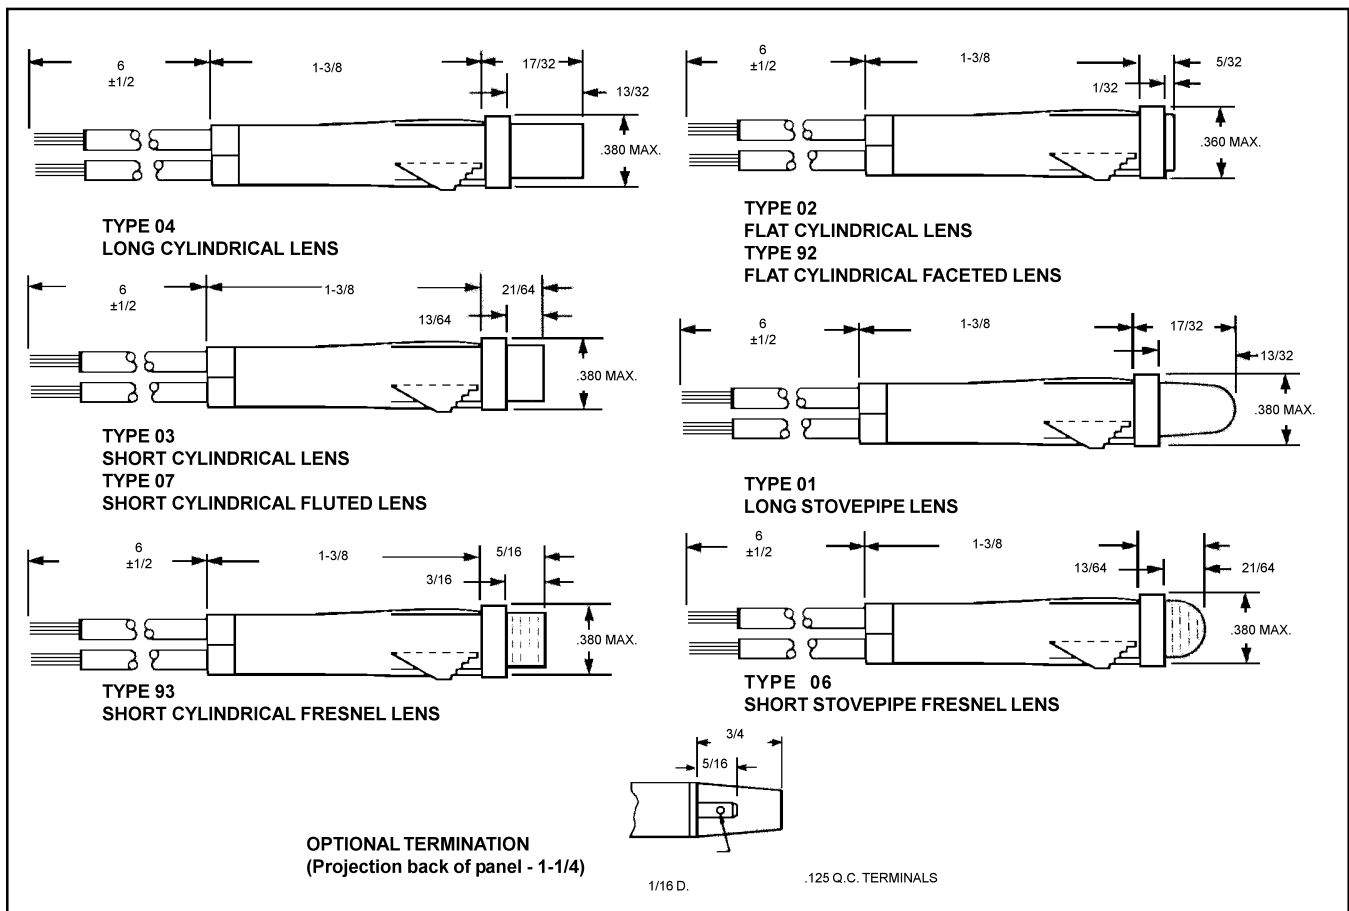 6
±1/2
1-3/8
17/32
13/32
.380 MAX.
TYPE 04
LONG CYLINDRICAL LENS
6
±1/2
1-3/8
5/32
1/32
.360 MAX.
TYPE 02
FLAT CYLINDRICAL LENS
TYPE 92
FLAT CYLINDRICAL FACETED LENS
6
±1/2
1-3/8
21/64
13/64
.380 MAX.
TYPE 03
SHORT CYLINDRICAL LENS
TYPE 07
SHORT CYLINDRICAL FLUTED LENS
6
±1/2
1-3/8
17/32
13/32
.380 MAX.
TYPE 01
LONG STOVEPIPE LENS
6
±1/2
1-3/8
5/16
3/16
.380 MAX.
TYPE 93
SHORT CYLINDRICAL FRESNEL LENS
6
±1/2
1-3/8
13/64
21/64
.380 MAX.
TYPE 06
SHORT STOVEPIPE FRESNEL LENS
3/4
5/16
OPTIONAL TERMINATION
(Projection back of panel - 1-1/4)
1/16 D.
.125 Q.C. TERMINALS